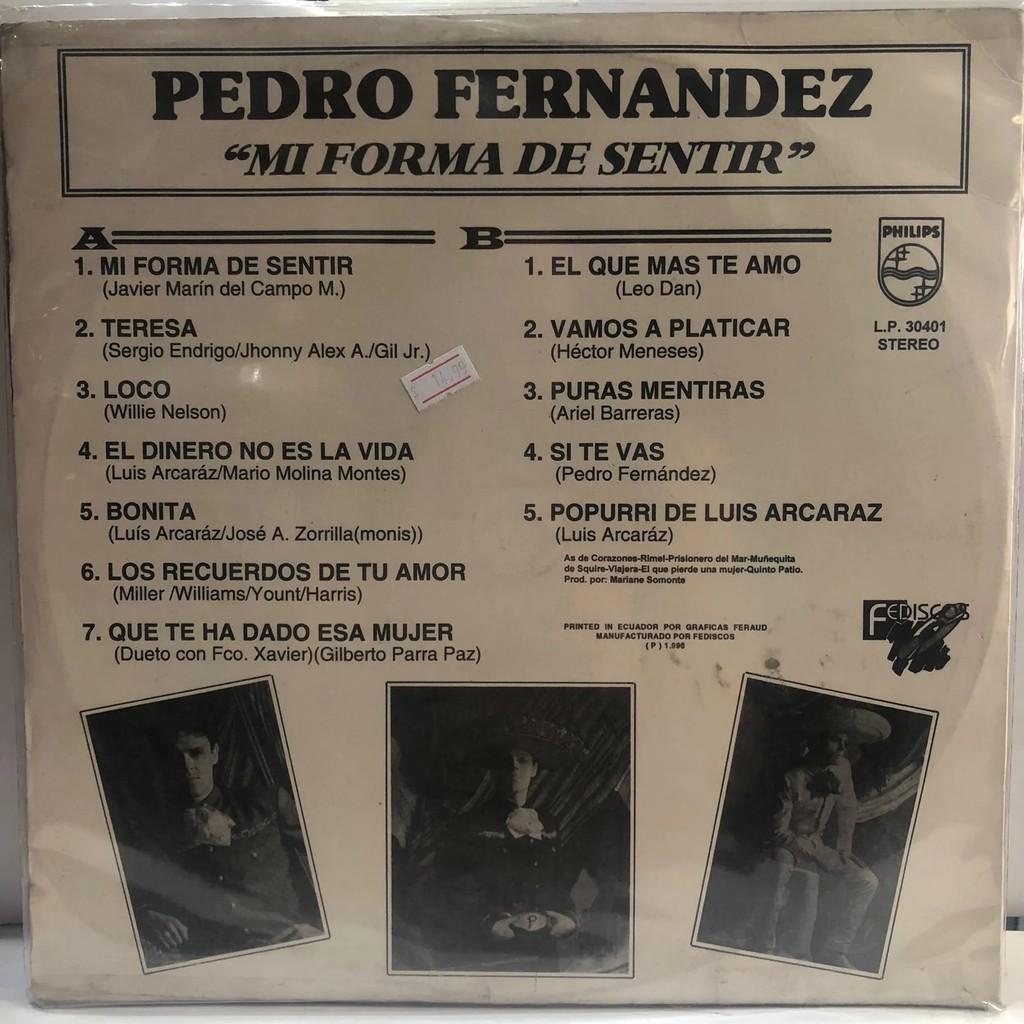 PEDRO FERNANDEZ
“MI FORMA DE SENTIR”
A
1. MI FORMA DE SENTIR
(Javier Marín del Campo M.)
2. TERESA
(Sergio Endrigo/Jhonny Alex A./Gil Jr.)
3. LOCO
(Willie Nelson)
4. EL DINERO NO ES LA VIDA
(Luis Arcaráz/Mario Molina Montes)
5. BONITA
(Luís Arcaráz/José A. Zorrilla(monis))
6. LOS RECUERDOS DE TU AMOR
(Miller /Williams/Yount/Harris)
7. QUE TE HA DADO ESA MUJER
(Dueto con Fco. Xavier)(Gilberto Parra Paz)
$ 14.99
B
1. EL QUE MAS TE AMO
(Leo Dan)
2. VAMOS A PLATICAR
(Héctor Meneses)
3. PURAS MENTIRAS
(Ariel Barreras)
4. SI TE VAS
(Pedro Fernández)
5. POPURRI DE LUIS ARCARAZ
(Luis Arcaráz)
As de Corazones-Rimel-Prisionero del Mar-Muñequita
de Squire-Viajera-El que pierde una mujer-Quinto Patio.
Prod. por: Mariane Somonte
PRINTED IN ECUADOR POR GRAFICAS FERAUD
MANUFACTURADO POR FEDISCOS
( P ) 1.996
PHILIPS
L.P. 30401
STEREO
FEDISCOS
P